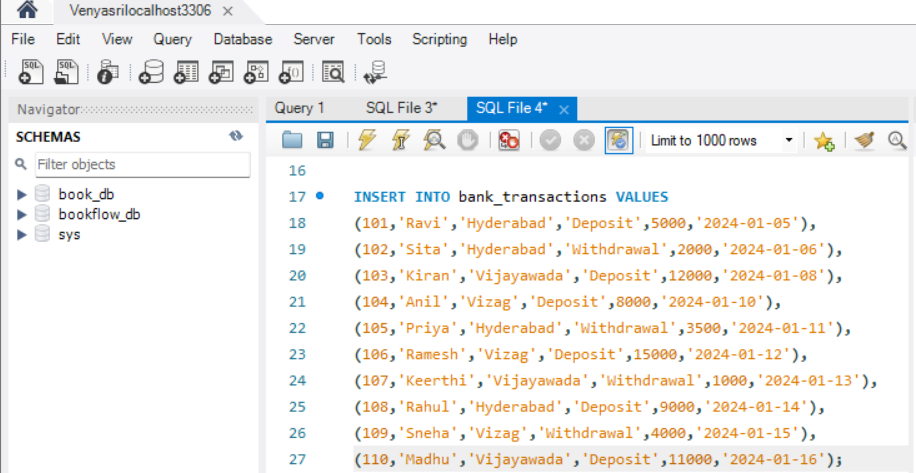 Venyasrilocalhost3306 ×
File Edit View Query Database Server Tools Scripting Help
Navigator
Query 1 SQL File 3* SQL File 4* ×
SCHEMAS
Limit to 1000 rows
Filter objects
book_db
bookflow_db
sys
16
17 INSERT INTO bank_transactions VALUES
18 (101,'Ravi','Hyderabad','Deposit',5000,'2024-01-05'),
19 (102,'Sita','Hyderabad','Withdrawal',2000,'2024-01-06'),
20 (103,'Kiran','Vijayawada','Deposit',12000,'2024-01-08'),
21 (104,'Anil','Vizag','Deposit',8000,'2024-01-10'),
22 (105,'Priya','Hyderabad','Withdrawal',3500,'2024-01-11'),
23 (106,'Ramesh','Vizag','Deposit',15000,'2024-01-12'),
24 (107,'Keerthi','Vijayawada','Withdrawal',1000,'2024-01-13'),
25 (108,'Rahul','Hyderabad','Deposit',9000,'2024-01-14'),
26 (109,'Sneha','Vizag','Withdrawal',4000,'2024-01-15'),
27 (110,'Madhu','Vijayawada','Deposit',11000,'2024-01-16');